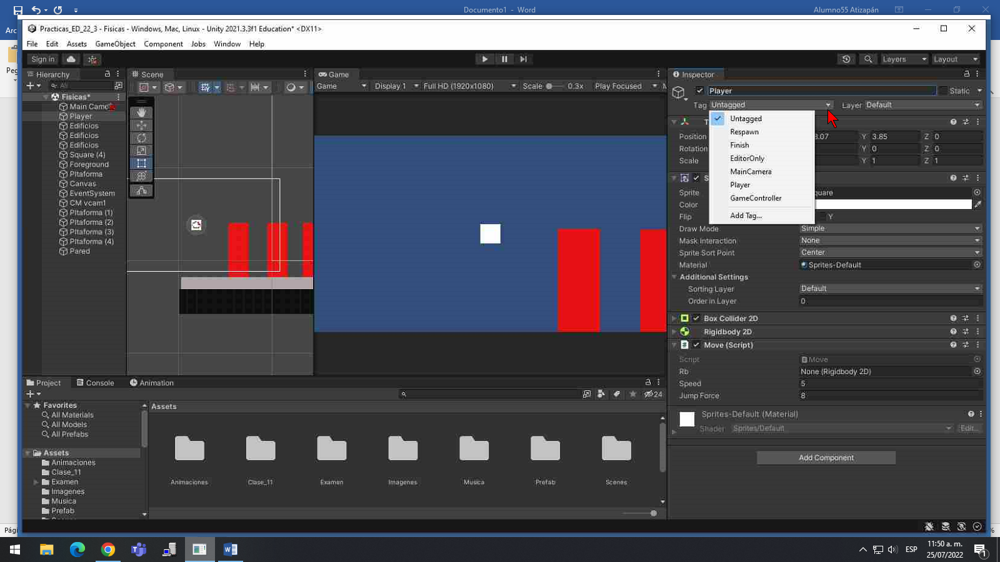 Documento1 - Word
Alumno55 Atizapán
Practicas_ED_22_3 - Fisicas - Windows, Mac, Linux - Unity 2021.3.3f1 Education* <DX11>
File Edit Assets GameObject Component Jobs Window Help
Sign in
Layers
Layout
Hierarchy
All
Fisicas*
Main Came
Player
Edificios
Edificios
Edificios
Square (4)
Foreground
Pltaforma
Canvas
EventSystem
CM vcam1
Pltaforma (1)
Pltaforma (2)
Pltaforma (3)
Pltaforma (4)
Pared
Scene
Game
Game Display 1 Full HD (1920x1080) Scale 0.3x Play Focused M
Inspector
Player
Static
Tag Untagged Layer Default
Untagged
Respawn
Finish
EditorOnly
MainCamera
Player
GameController
Add Tag...
T
Position 3.07 Y 3.85 Z 0
Rotation Y 0 Z 0
Scale Y 1 Z 1
S
Sprite quare
Color
Flip Y
Draw Mode Simple
Mask Interaction None
Sprite Sort Point Center
Material Sprites-Default
Additional Settings
Sorting Layer Default
Order in Layer 0
Box Collider 2D
Rigidbody 2D
# Move (Script)
Script Move
Rb None (Rigidbody 2D)
Speed 5
Jump Force 8
Sprites-Default (Material)
Shader Sprites/Default Edit...
Add Component
Project Console Animation
24
Favorites
All Materials
All Models
All Prefabs
Assets
Animaciones
Clase_11
Examen
Imagenes
Musica
Prefab
Assets
Animaciones Clase_11 Examen Imagenes Musica Prefab Scenes
Arc
Peg
Pági
%
ESP
11:50 a. m.
25/07/2022
1